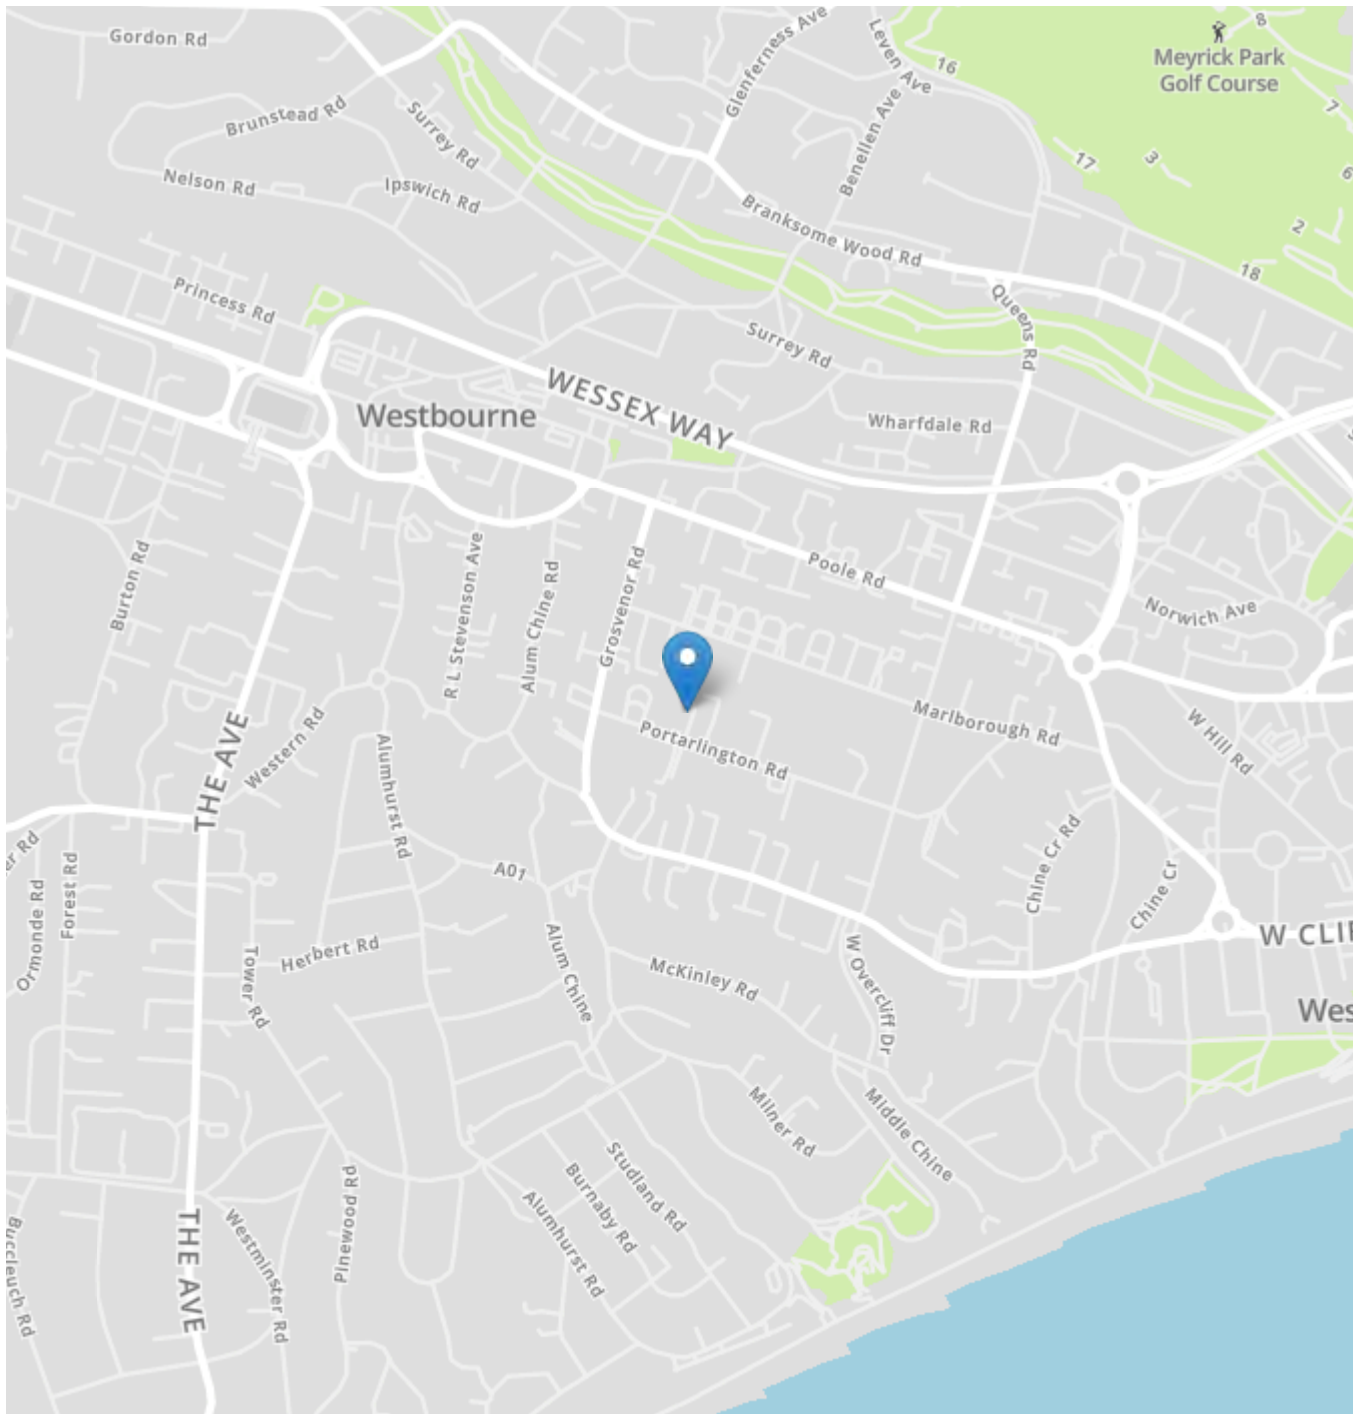 Gordon Rd
Glenferness Ave
Leven Ave
16
8
Meyrick Park
Golf Course
7
Brunstead Rd
Surrey Rd
Benellen Ave
17
3
6
Nelson Rd
Ipswich Rd
Branksome Wood Rd
2
18
Princess Rd
Queens Rd
Surrey Rd
WESSEX WAY
Westbourne
Wharfdale Rd
Burton Rd
R L Stevenson Ave
Alum Chine Rd
Grosvenor Rd
Poole Rd
Norwich Ave
THE AVE
Western Rd
Portarlington Rd
Marlborough Rd
W Hill Rd
Alumhurst Rd
er Rd
Ormonde Rd
Forest Rd
A01
Chine Cr Rd
Chine Cr
Tower Rd
Herbert Rd
Alum Chine
McKinley Rd
W Overcliff Dr
W CLIF
Wes
Milner Rd
Middle Chine
Buccleuch Rd
THE AVE
Westminster Rd
Pinewood Rd
Studland Rd
Burnaby Rd
Alumhurst Rd